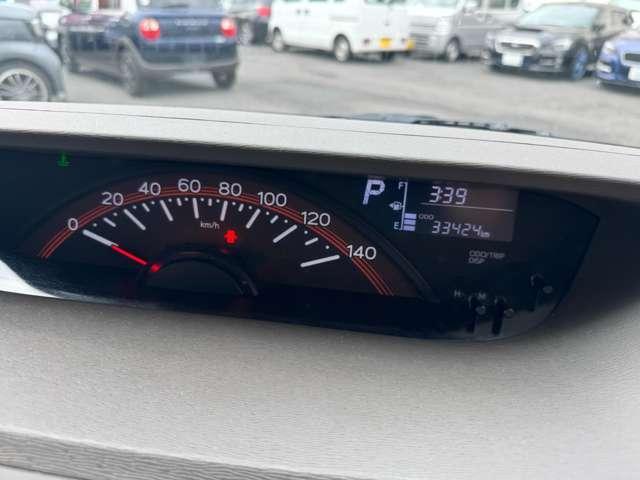 0 20 40 60 80 100 120 140
km/h
P F 3:39
ODO
E 33424km
ODO/TRIP
DISP
H M